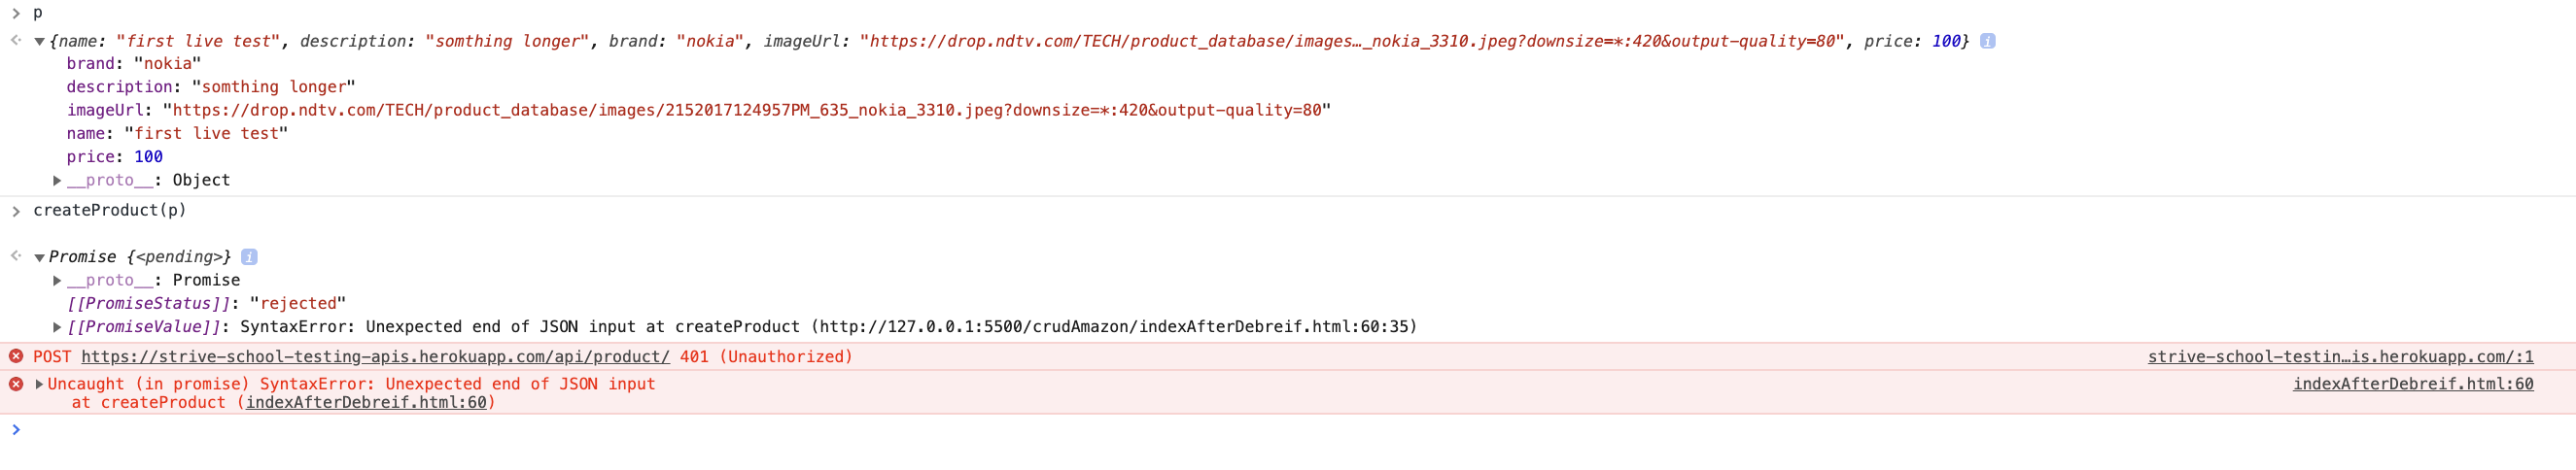 > p
{name: "first live test", description: "somthing longer", brand: "nokia", imageUrl: "https://drop.ndtv.com/TECH/product_database/images…_nokia_3310.jpeg?downsize=*:420&output-quality=80", price: 100} i
brand: "nokia"
description: "somthing longer"
imageUrl: "https://drop.ndtv.com/TECH/product_database/images/2152017124957PM_635_nokia_3310.jpeg?downsize=*:420&output-quality=80"
name: "first live test"
price: 100
__proto__: Object
> createProduct(p)
Promise {<pending>} i
__proto__: Promise
[[PromiseStatus]]: "rejected"
[[PromiseValue]]: SyntaxError: Unexpected end of JSON input at createProduct (http://127.0.0.1:5500/crudAmazon/indexAfterDebreif.html:60:35)
POST https://strive-school-testing-apis.herokuapp.com/api/product/ 401 (Unauthorized) strive-school-testin…is.herokuapp.com/:1
Uncaught (in promise) SyntaxError: Unexpected end of JSON input indexAfterDebreif.html:60
at createProduct (indexAfterDebreif.html:60)
>